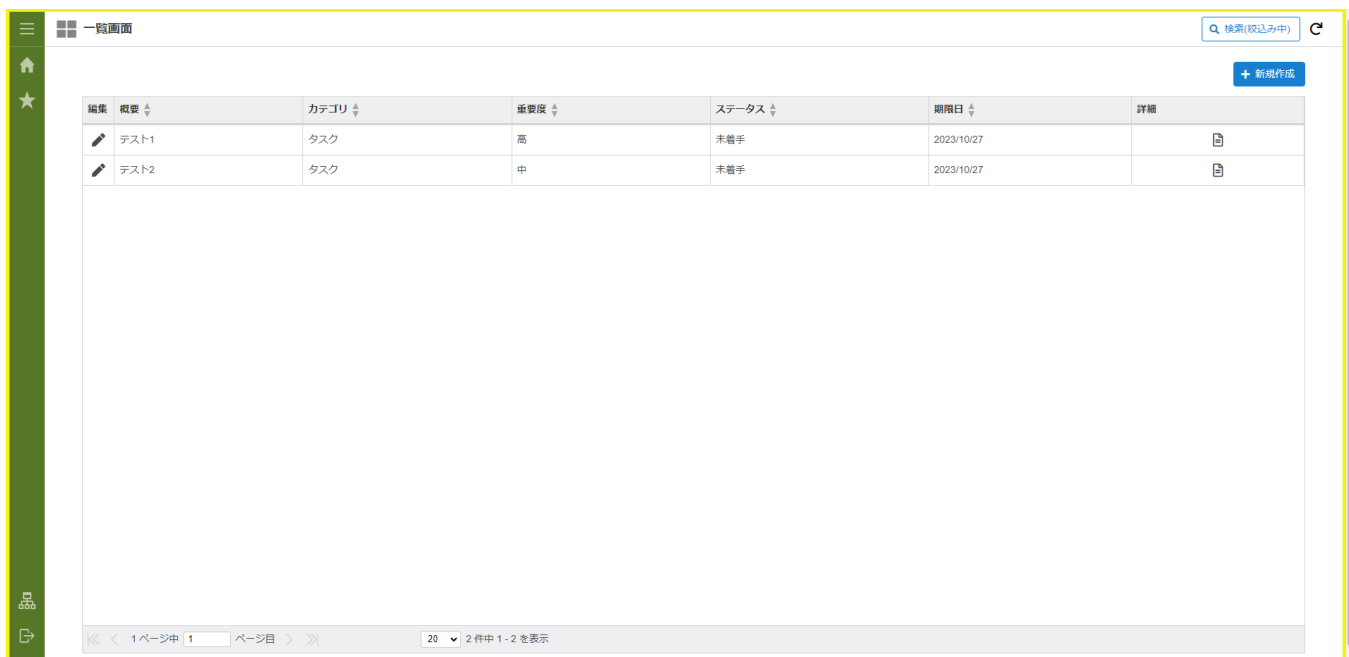 一覧画面
検索(絞込み中)
新規作成
編集 概要 カテゴリ 重要度 ステータス 期限日 詳細
テスト1 タスク 高 未着手 2023/10/27
テスト2 タスク 中 未着手 2023/10/27
1 ページ中 1 ページ目 20 2 件中 1 - 2 を表示